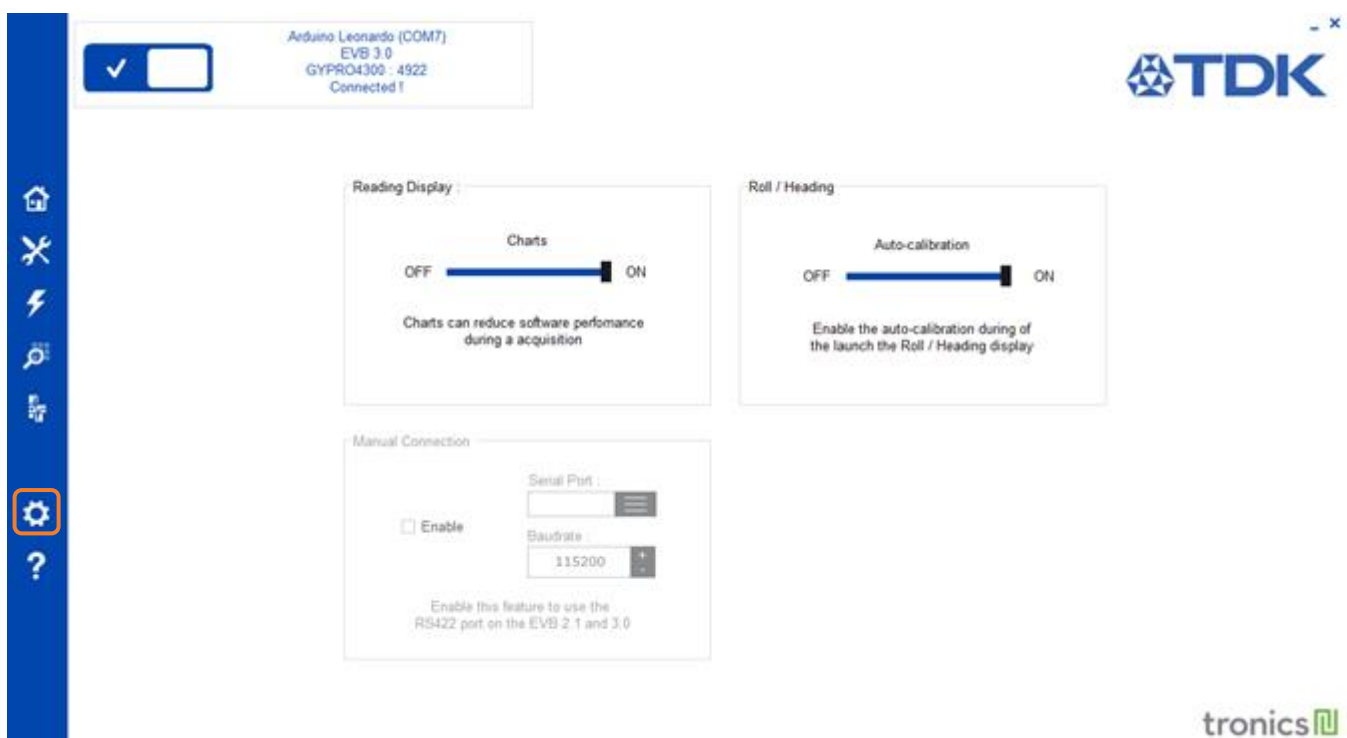 Arduino Leonardo (COM7)
EVB 3.0
GYPRO4300 : 4922
Connected !
TDK
Reading Display :
Charts
OFF ON
Charts can reduce software perfomance
during a acquisition
Roll / Heading
Auto-calibration
OFF ON
Enable the auto-calibration during of
the launch the Roll / Heading display
Manual Connection
Serial Port :
Enable
Baudrate :
115200
+
-
Enable this feature to use the
RS422 port on the EVB 2.1 and 3.0
?
tronics